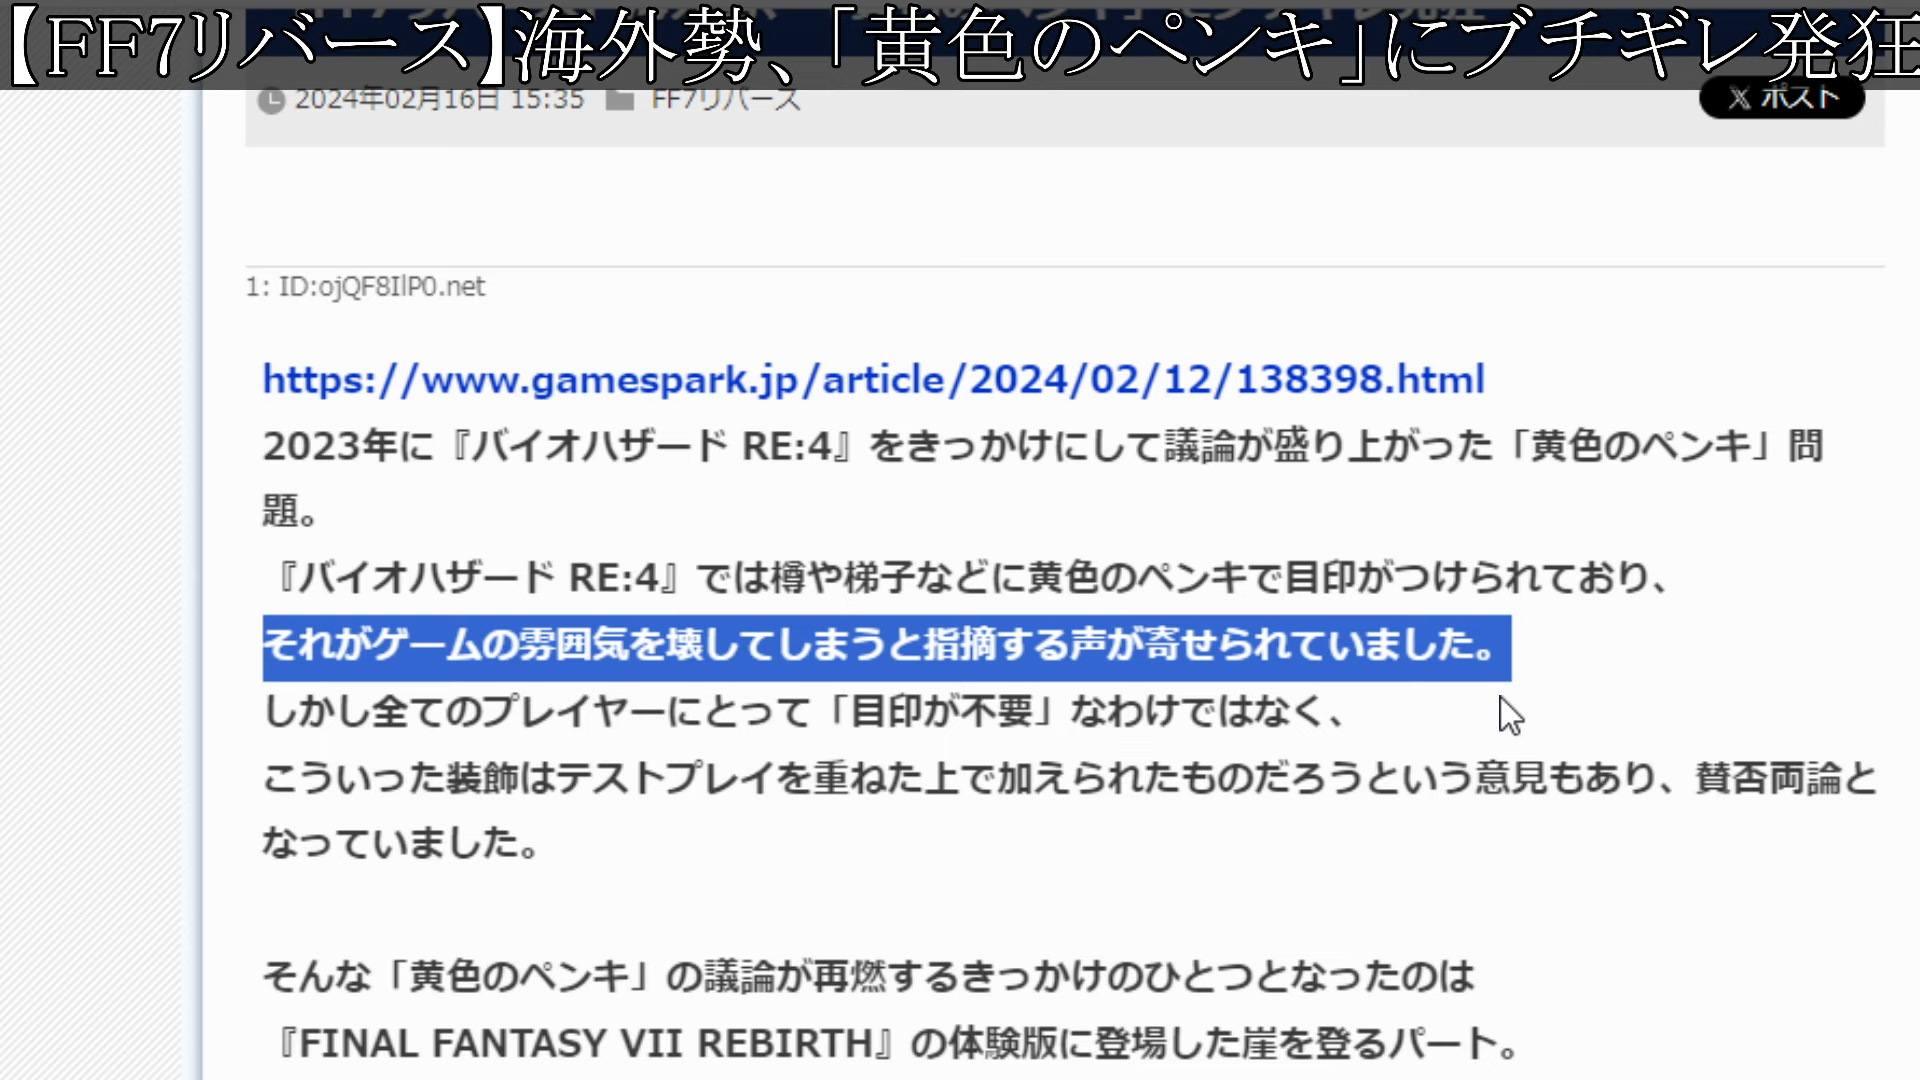 【FF7リバース】海外勢、「黄色のペンキ」にブチギレ発狂
2024年02月16日 15:35 FF7リバース
X ポスト
1: ID:ojQF8IlP0.net
https://www.gamespark.jp/article/2024/02/12/138398.html
2023年に『バイオハザード RE:4』をきっかけにして議論が盛り上がった「黄色のペンキ」問
題。
『バイオハザード RE:4』では樽や梯子などに黄色のペンキで目印がつけられており、
それがゲームの雰囲気を壊してしまうと指摘する声が寄せられていました。
しかし全てのプレイヤーにとって「目印が不要」なわけではなく、
こういった装飾はテストプレイを重ねた上で加えられたものだろうという意見もあり、賛否両論と
なっていました。
そんな「黄色のペンキ」の議論が再燃するきっかけのひとつとなったのは
『FINAL FANTASY VII REBIRTH』の体験版に登場した崖を登るパート。